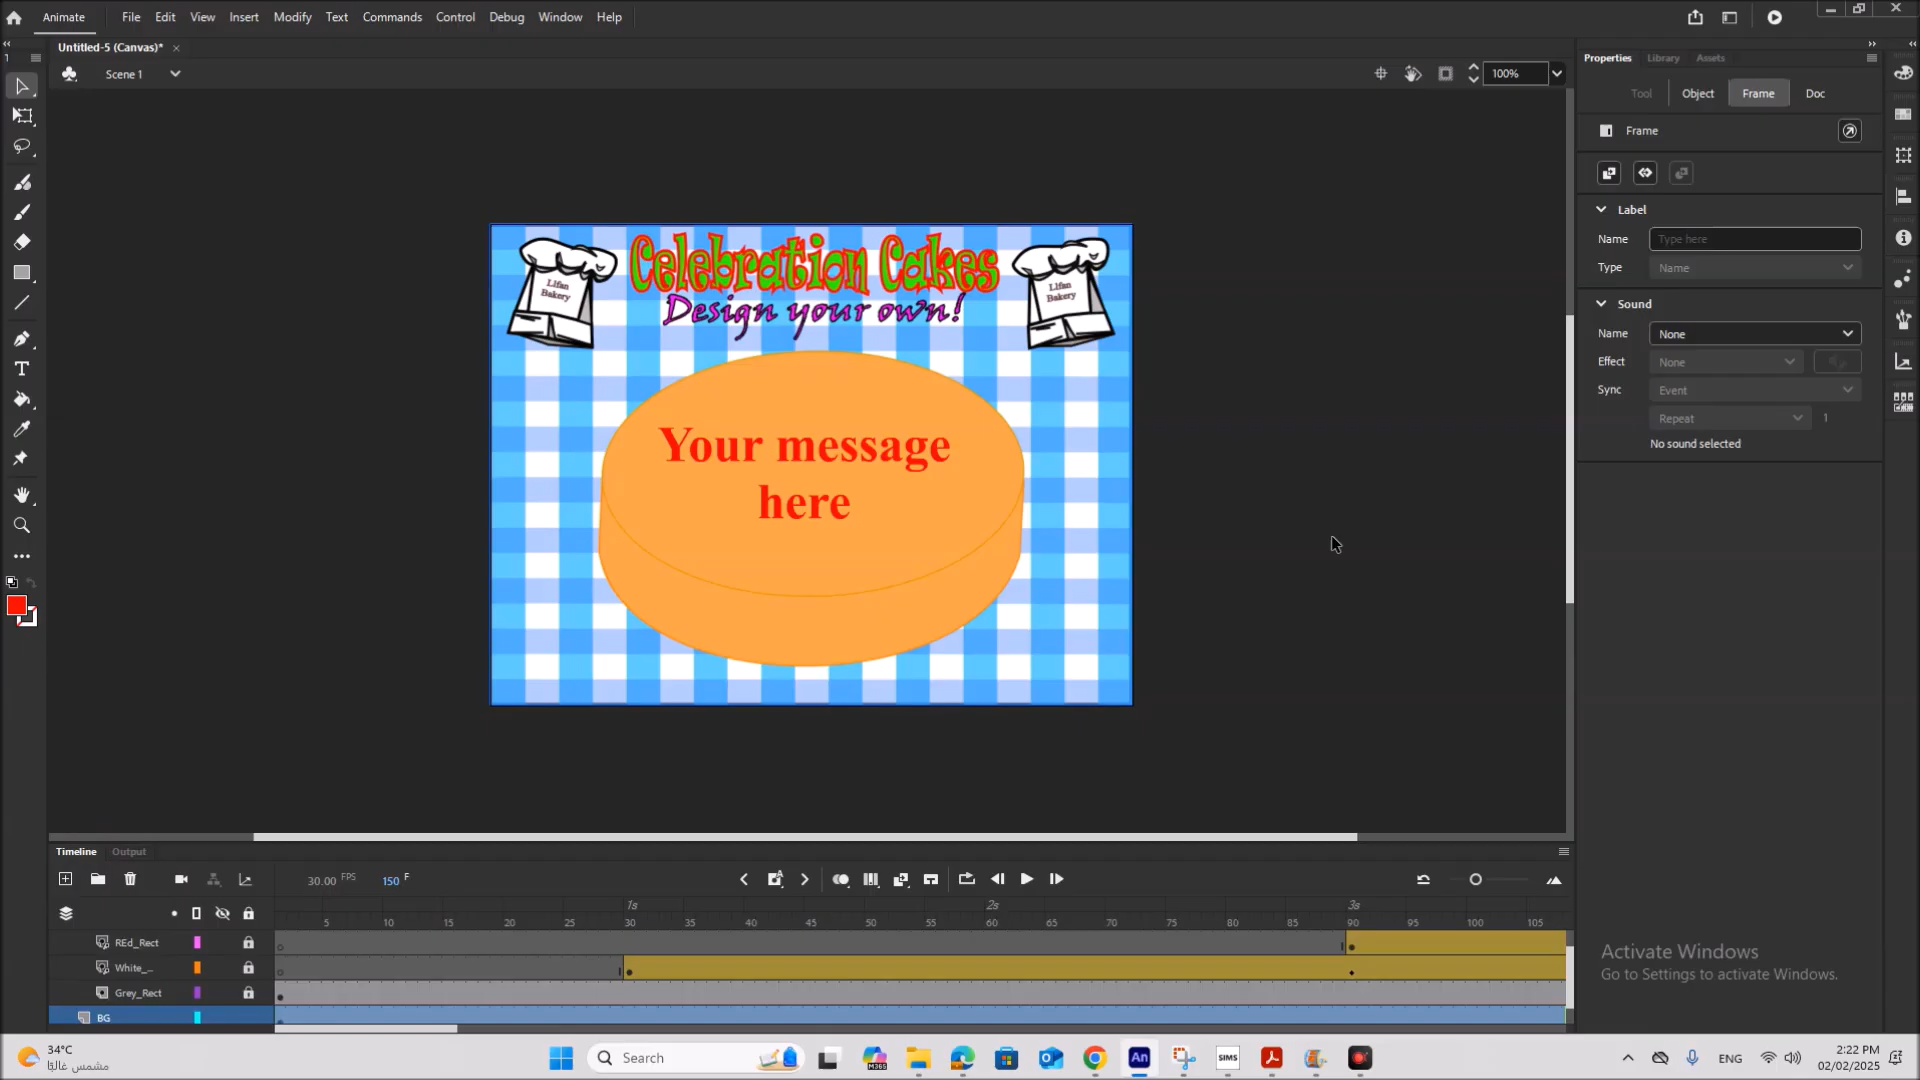 Animate File Edit View Insert Modify Text Commands Control Debug Window Help
Untitled-5 (Canvas)*
Scene 1
100%
Properties Library Assets
Tool Object Frame Doc
Frame
Label
Name Type here
Type Name
Sound
Name None
Effect None
Sync Event
Repeat 1
No sound selected
Celebration Cakes
Design your own!
Lifan
Bakery
Lifan
Bakery
Your message
here
Timeline Output
30.00 FPS 150 F
1s 2s 3s
5 10 15 20 25 30 35 40 45 50 55 60 65 70 75 80 85 90 95 100 105
REd_Rect
White_...
Grey_Rect
BG
Activate Windows
Go to Settings to activate Windows.
34°C
مشمس غالبًا
Search
M365
An
SIMS
ENG
2:22 PM
02/02/2025